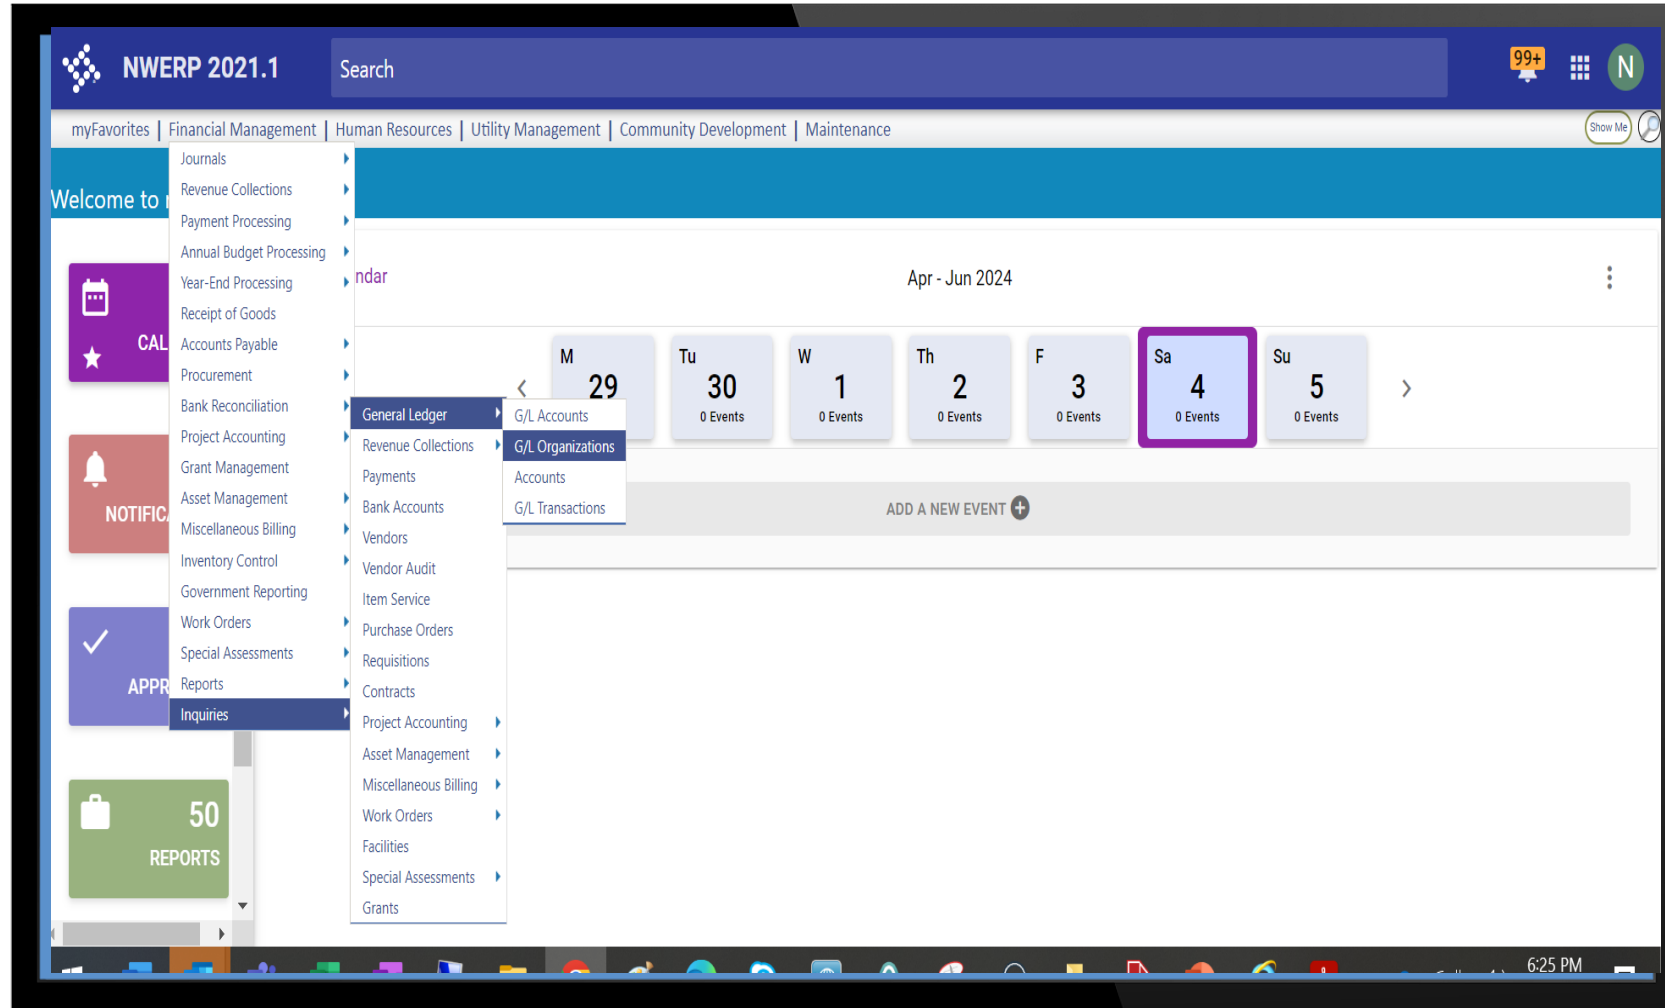 NWERP 2021.1
Search
99+
N
myFavorites | Financial Management | Human Resources | Utility Management | Community Development | Maintenance
Show Me
Welcome to
Journals
Revenue Collections
Payment Processing
Annual Budget Processing
Year-End Processing
Receipt of Goods
Accounts Payable
Procurement
Bank Reconciliation
Project Accounting
Grant Management
Asset Management
Miscellaneous Billing
Inventory Control
Government Reporting
Work Orders
Special Assessments
Reports
Inquiries
General Ledger
Revenue Collections
Payments
Bank Accounts
Vendors
Vendor Audit
Item Service
Purchase Orders
Requisitions
Contracts
Project Accounting
Asset Management
Miscellaneous Billing
Work Orders
Facilities
Special Assessments
Grants
G/L Accounts
G/L Organizations
Accounts
G/L Transactions
CAL
NOTIFIC
APPR
50
REPORTS
ndar
Apr - Jun 2024
M
29
Tu
30
0 Events
W
1
0 Events
Th
2
0 Events
F
3
0 Events
Sa
4
0 Events
Su
5
0 Events
ADD A NEW EVENT
6:25 PM